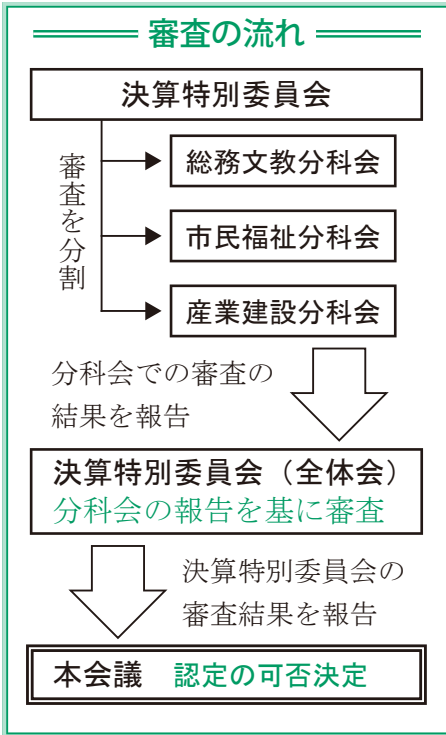 審査の流れ
決算特別委員会
審査を分割
総務文教分科会
市民福祉分科会
産業建設分科会
分科会での審査の
結果を報告
決算特別委員会（全体会）
分科会の報告を基に審査
決算特別委員会の
審査結果を報告
本会議　認定の可否決定